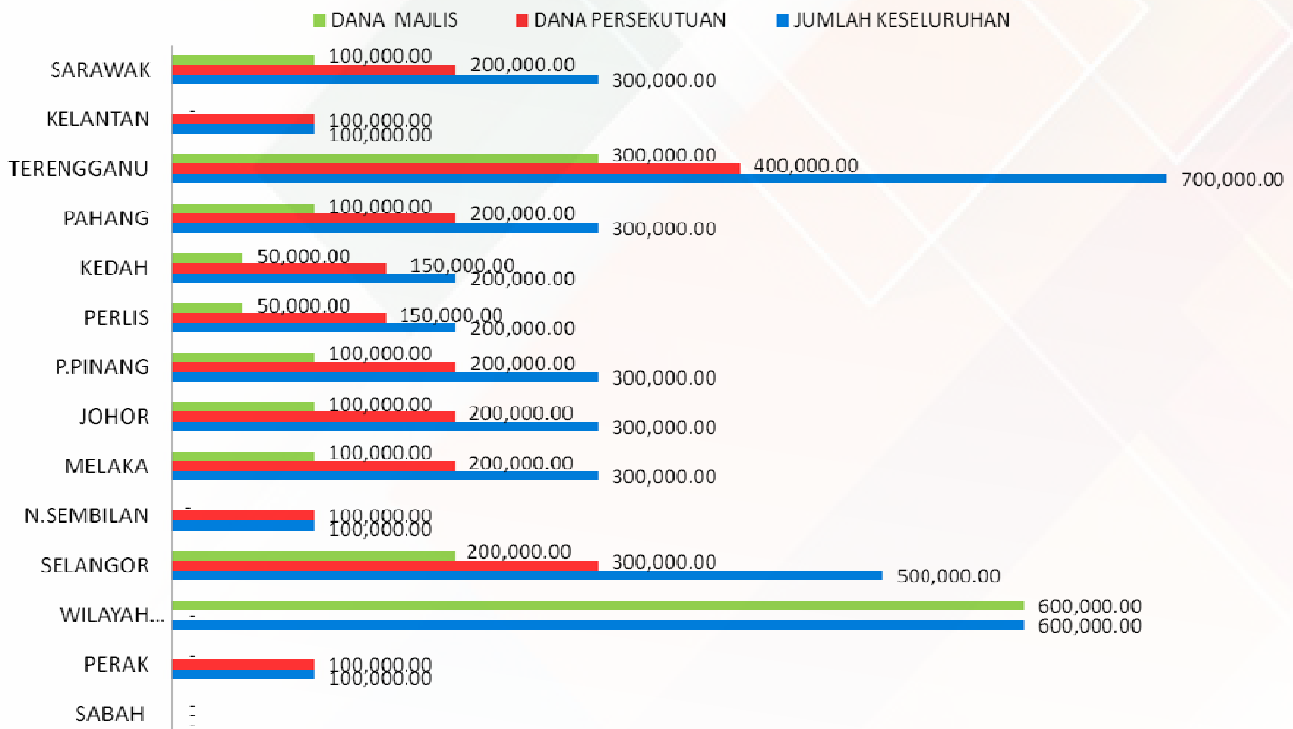 DANA MAJLIS DANA PERSEKUTUAN JUMLAH KESELURUHAN
SARAWAK
100,000.00
200,000.00
300,000.00
KELANTAN
-
100,000.00
100,000.00
TERENGGANU
300,000.00
400,000.00
700,000.00
PAHANG
100,000.00
200,000.00
300,000.00
KEDAH
50,000.00
150,000.00
200,000.00
PERLIS
50,000.00
150,000.00
200,000.00
P.PINANG
100,000.00
200,000.00
300,000.00
JOHOR
100,000.00
200,000.00
300,000.00
MELAKA
100,000.00
200,000.00
300,000.00
N.SEMBILAN
-
100,000.00
100,000.00
SELANGOR
200,000.00
300,000.00
500,000.00
WILAYAH...
600,000.00
-
600,000.00
PERAK
-
100,000.00
100,000.00
SABAH
-
-
-